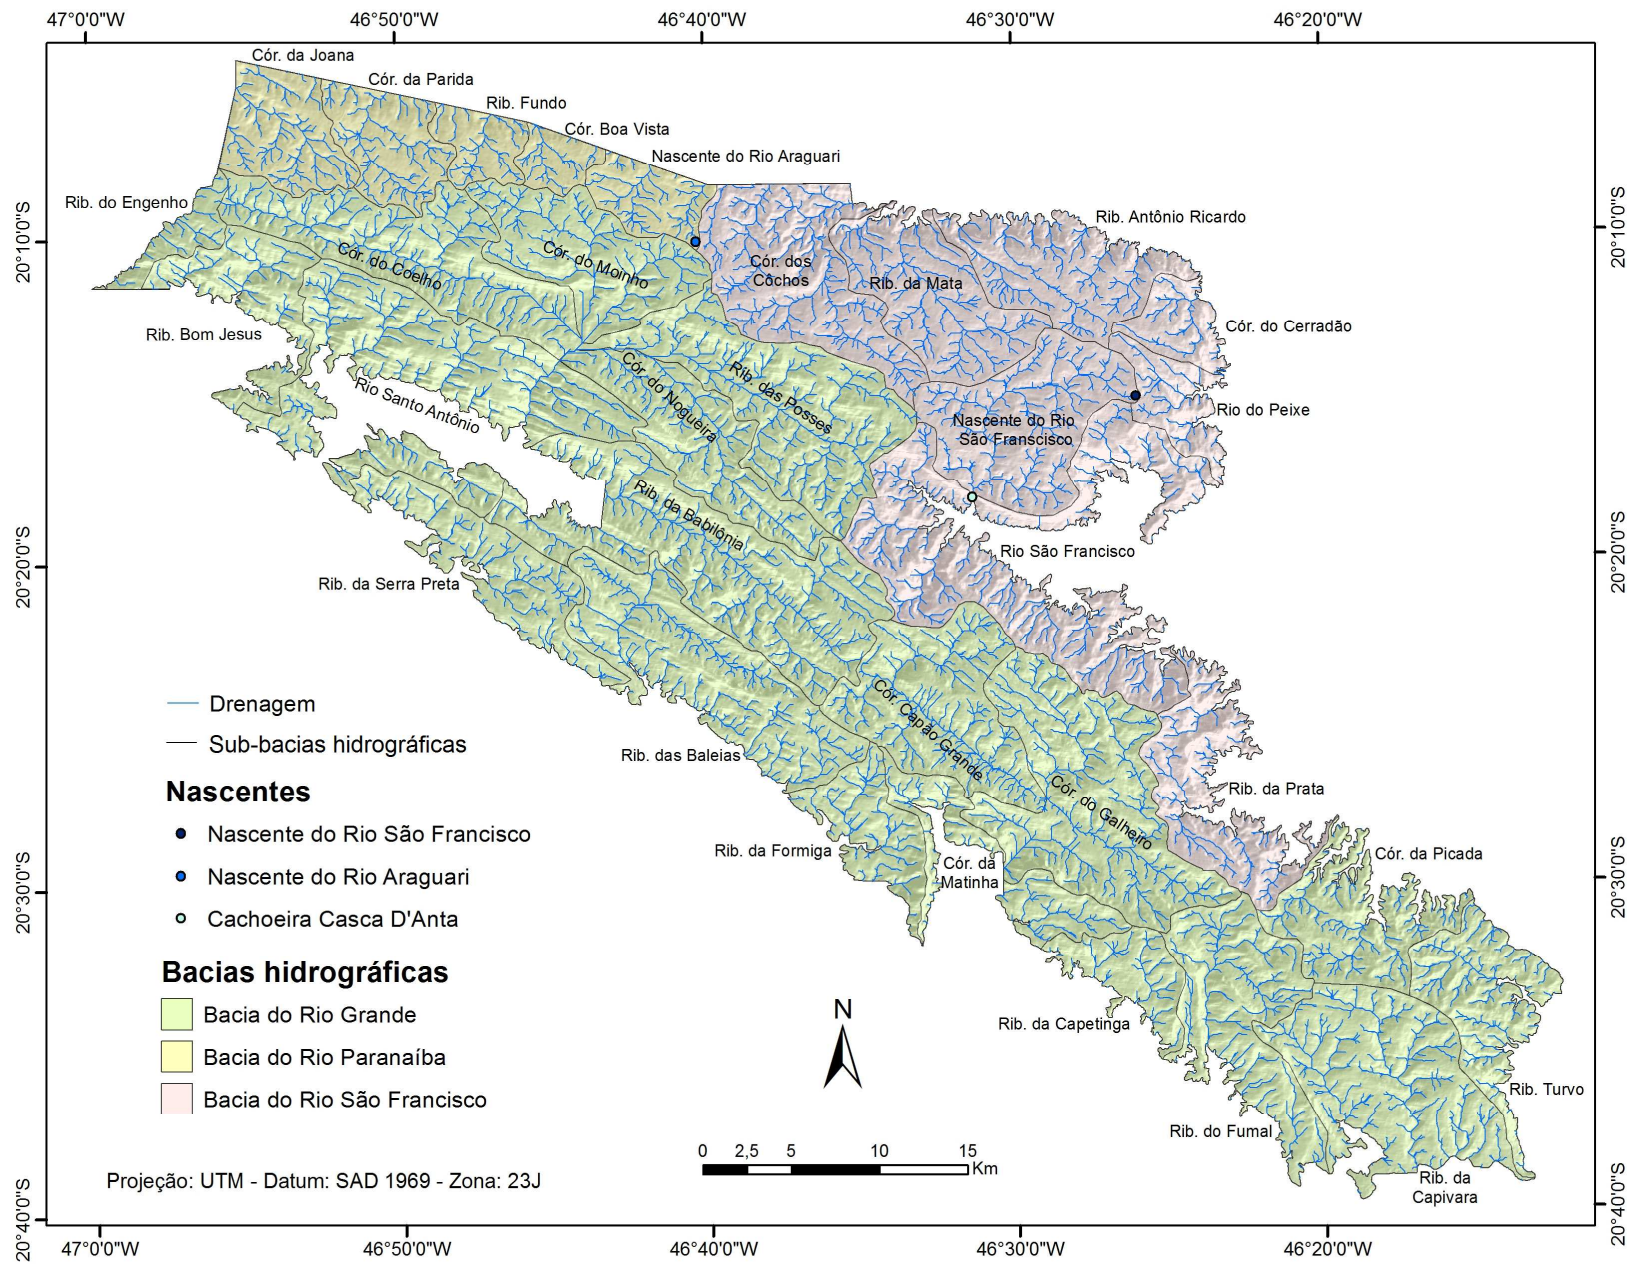 47°0'0"W 46°50'0"W 46°40'0"W 46°30'0"W 46°20'0"W
Cór. da Joana
Cór. da Parida
Rib. Fundo
Cór. Boa Vista
Nascente do Rio Araguari
Rib. do Engenho
Rib. Antônio Ricardo
20°10'0"S
20°10'0"S
Cór. do Coelho
Cór. do Moinho
Cór. dos
Côchos
Rib. da Mata
Rib. Bom Jesus
Cór. do Cerradão
Rio Santo Antônio
Cór. do Nogueira
Rib. das Posses
Rio do Peixe
Nascente do Rio
São Franscisco
Rib. da Babilônia
Rio São Francisco
20°20'0"S
20°20'0"S
Rib. da Serra Preta
Cór. Capão Grande
Rib. das Baleias
Cór. do Galheiro
Rib. da Prata
Rib. da Formiga
Cór. da
Matinha
Cór. da Picada
20°30'0"S
20°30'0"S
Rib. da Capetinga
Rib. Turvo
Rib. do Fumal
Rib. da
Capivara
20°40'0"S
20°40'0"S
Drenagem
Sub-bacias hidrográficas
Nascentes
Nascente do Rio São Francisco
Nascente do Rio Araguari
Cachoeira Casca D'Anta
Bacias hidrográficas
Bacia do Rio Grande
Bacia do Rio Paranaíba
Bacia do Rio São Francisco
N
0 2,5 5 10 15
Km
Projeção: UTM - Datum: SAD 1969 - Zona: 23J
47°0'0"W 46°50'0"W 46°40'0"W 46°30'0"W 46°20'0"W